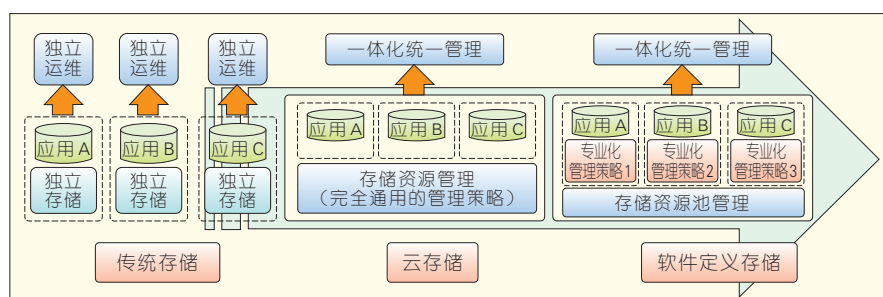 独立
运维
独立
运维
独立
运维
一体化统一管理
一体化统一管理
应用A
应用B
应用C
应用A
应用B
应用C
应用A
应用B
应用C
独立
存储
独立
存储
独立
存储
存储资源管理
（完全通用的管理策略）
专业化
管理策略1
专业化
管理策略2
专业化
管理策略3
存储资源池管理
传统存储
云存储
软件定义存储